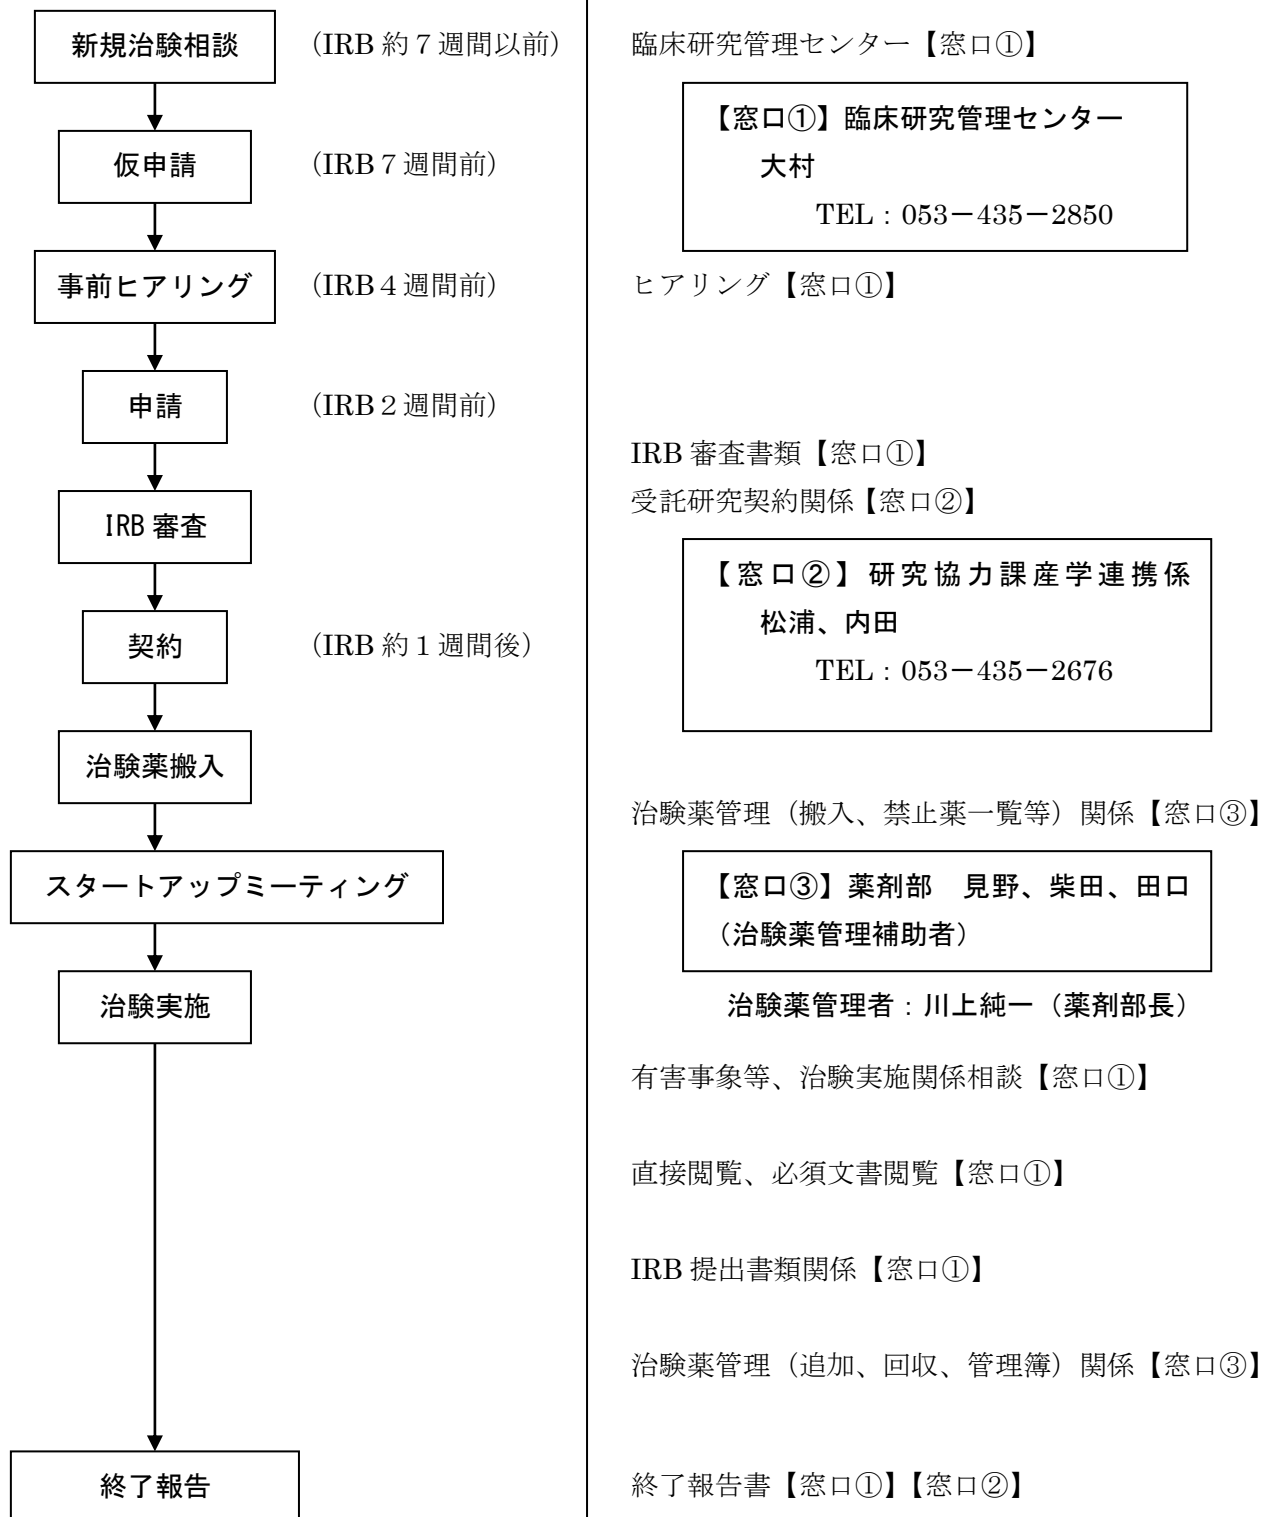 新規治験相談 （IRB 約７週間以前） 臨床研究管理センター【窓口①】
【窓口①】臨床研究管理センター
大村
TEL：053－435－2850
仮申請 （IRB７週間前）
事前ヒアリング （IRB４週間前） ヒアリング【窓口①】
申請 （IRB２週間前）
IRB 審査書類【窓口①】
受託研究契約関係【窓口②】
IRB 審査
【窓口②】研究協力課産学連携係
松浦、内田
TEL：053－435－2676
契約 （IRB 約１週間後）
治験薬搬入
治験薬管理（搬入、禁止薬一覧等）関係【窓口③】
スタートアップミーティング
【窓口③】薬剤部　見野、柴田、田口
（治験薬管理補助者）
治験実施
治験薬管理者：川上純一（薬剤部長）
有害事象等、治験実施関係相談【窓口①】
直接閲覧、必須文書閲覧【窓口①】
IRB 提出書類関係【窓口①】
治験薬管理（追加、回収、管理簿）関係【窓口③】
終了報告 終了報告書【窓口①】【窓口②】